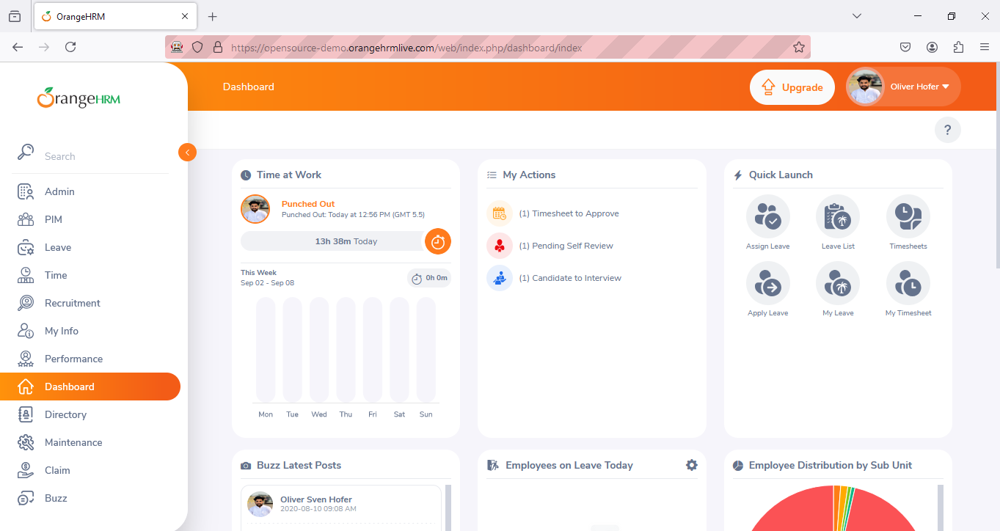 OrangeHRM
https://opensource-demo.orangehrmlive.com/web/index.php/dashboard/index
OrangeHRM
Dashboard
Upgrade
Oliver Hofer
?
Search
Admin
PIM
Leave
Time
Recruitment
My Info
Performance
Dashboard
Directory
Maintenance
Claim
Buzz
Time at Work
Punched Out
Punched Out: Today at 12:56 PM (GMT 5.5)
13h 38m Today
This Week
Sep 02 - Sep 08
0h 0m
Mon Tue Wed Thu Fri Sat Sun
My Actions
(1) Timesheet to Approve
(1) Pending Self Review
(1) Candidate to Interview
Quick Launch
Assign Leave Leave List Timesheets
Apply Leave My Leave My Timesheet
Buzz Latest Posts
Oliver Sven Hofer
2020-08-10 09:08 AM
Employees on Leave Today
Employee Distribution by Sub Unit